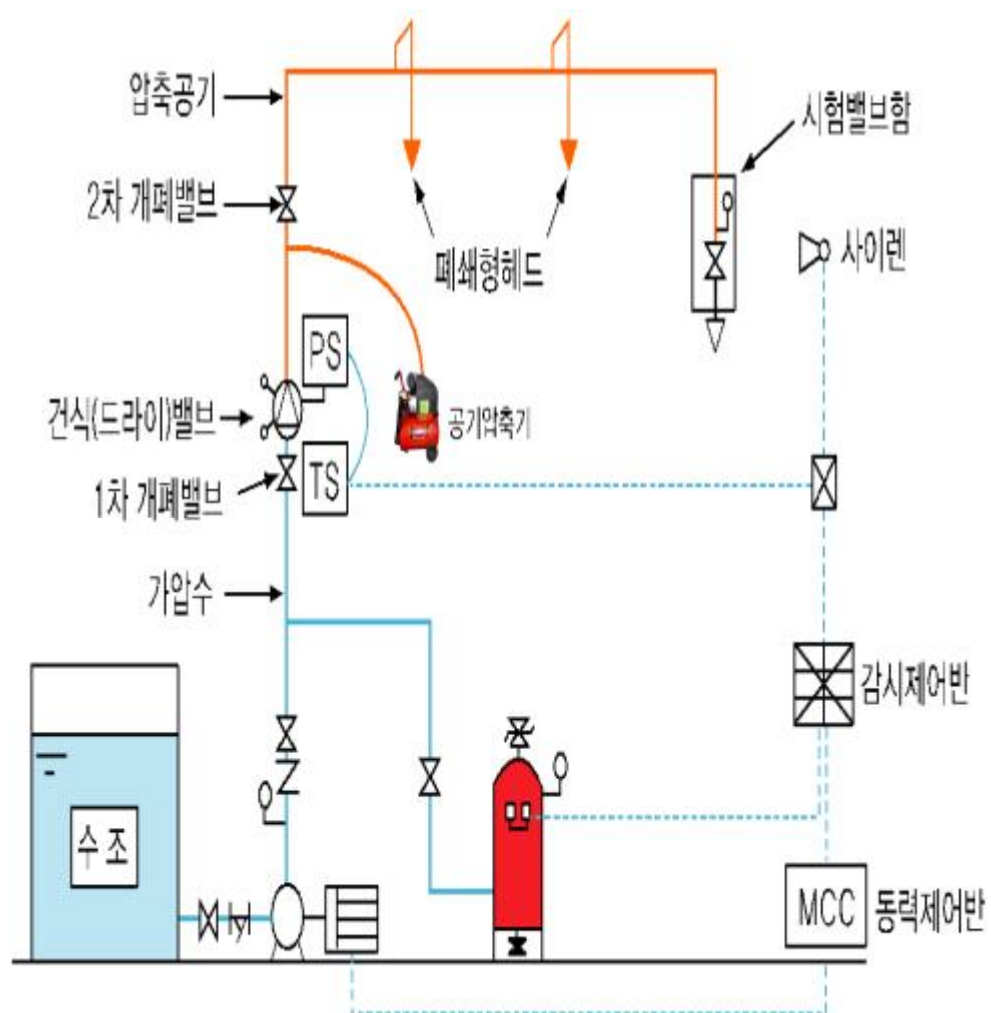 압축공기
시험밸브함
2차 개폐밸브
폐쇄형헤드
사이렌
PS
건식(드라이)밸브
공기압축기
TS
1차 개폐밸브
가압수
감시제어반
수 조
MCC
동력제어반